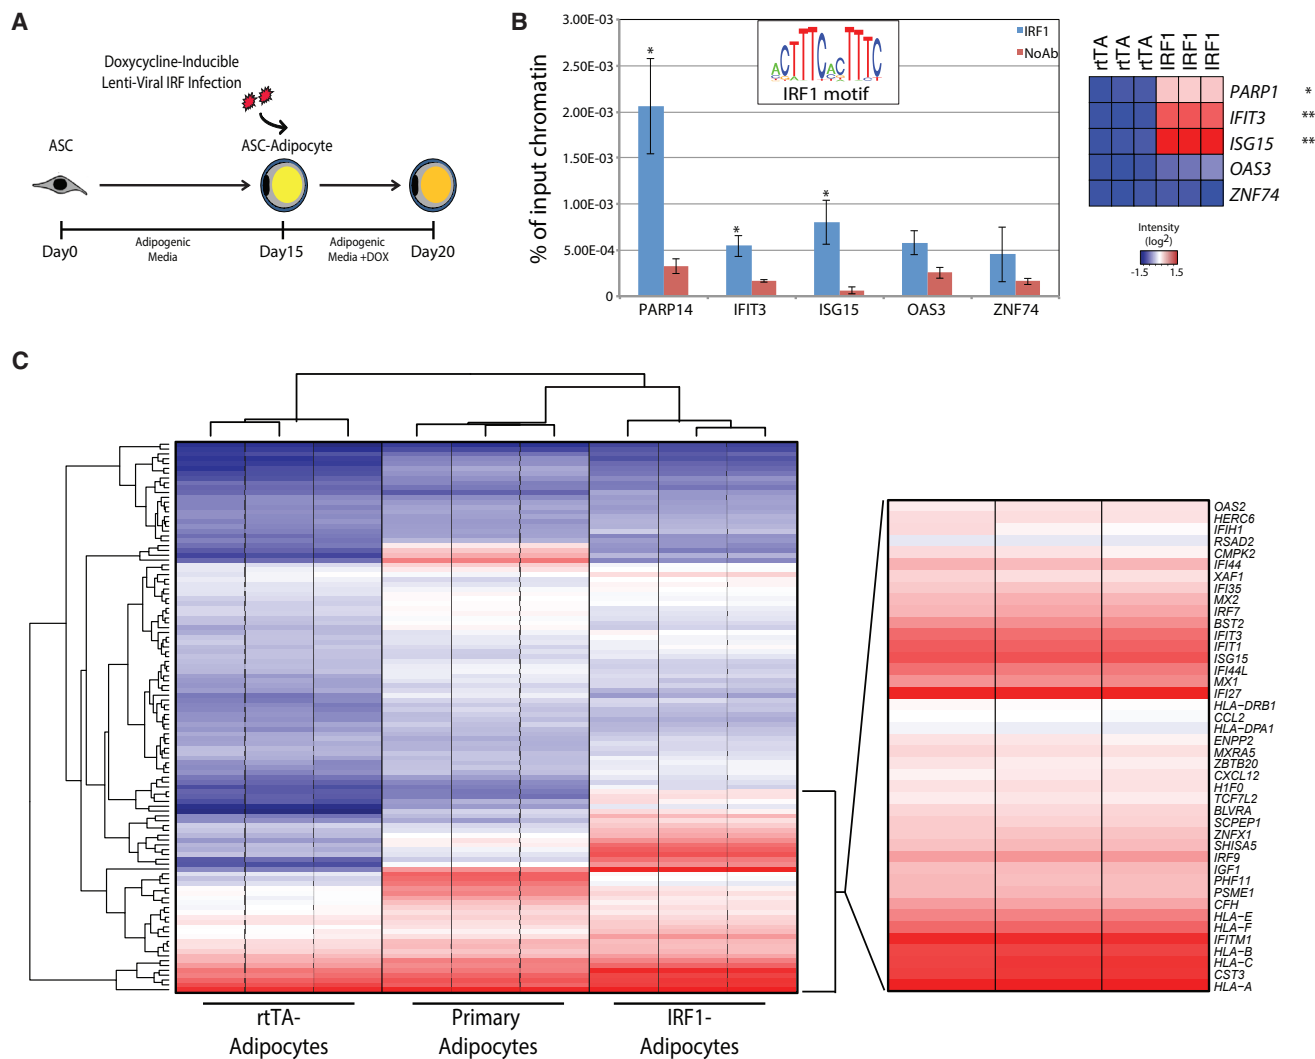 A
Doxycycline-Inducible
Lenti-Viral IRF Infection
ASC
ASC-Adipocyte
Day0
Adipogenic
Media
Day15
Adipogenic
Media +DOX
Day20
B
% of input chromatin
3.00E-03
2.50E-03
2.00E-03
1.50E-03
1.00E-03
5.00E-04
0
*
*
*
IRF1 motif
IRF1
NoAb
PARP14
IFIT3
ISG15
OAS3
ZNF74
rtTA
rtTA
rtTA
IRF1
IRF1
IRF1
PARP1 *
IFIT3 **
ISG15 **
OAS3
ZNF74
Intensity
(log2)
-1.5 1.5
C
rtTA-
Adipocytes
Primary
Adipocytes
IRF1-
Adipocytes
OAS2
HERC6
IFIH1
RSAD2
CMPK2
IFI44
XAF1
IFI35
MX2
IRF7
BST2
IFIT3
IFIT1
ISG15
IFI44L
MX1
IFI27
HLA-DRB1
CCL2
HLA-DPA1
ENPP2
MXRA5
ZBTB20
CXCL12
H1F0
TCF7L2
BLVRA
SCPEP1
ZNFX1
SHISA5
IRF9
IGF1
PHF11
PSME1
CFH
HLA-E
HLA-F
IFITM1
HLA-B
HLA-C
CST3
HLA-A